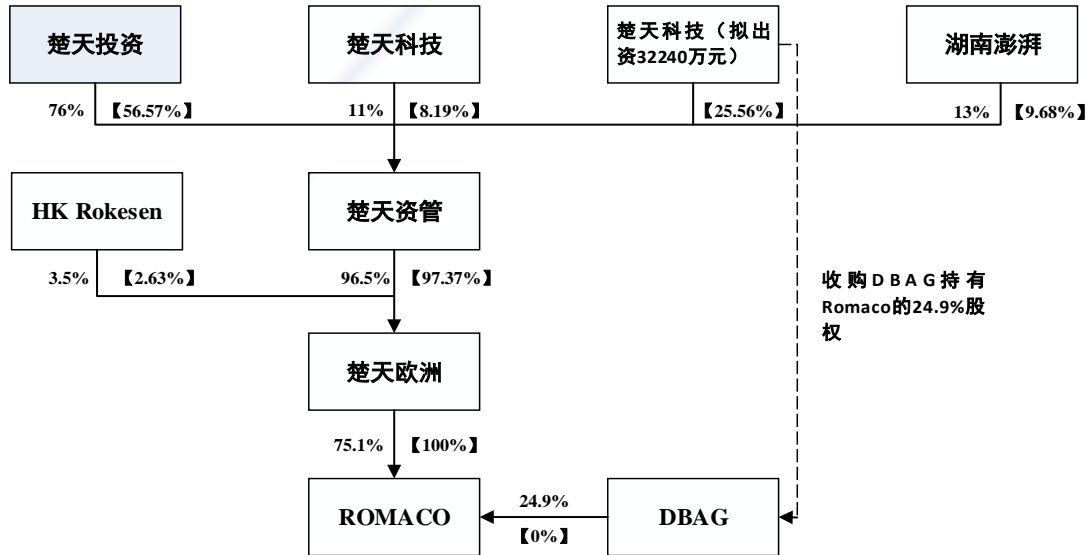 楚天投资
楚天科技
楚天科技（拟出
资32240万元）
湖南澎湃
76% 【56.57%】
11% 【8.19%】
【25.56%】
13% 【9.68%】
HK Rokesen
楚天资管
3.5% 【2.63%】
96.5% 【97.37%】
收购DBAG持有
Romaco的24.9%股
权
楚天欧洲
75.1% 【100%】
ROMACO
24.9%
【0%】
DBAG